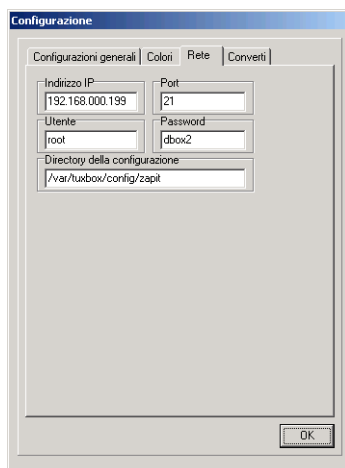 Configurazione
Configurazioni generali Colori Rete Converti
Indirizzo IP Port
192.168.000.199 21
Utente Password
root dbox2
Directory della configurazione
/var/tuxbox/config/zapit
OK